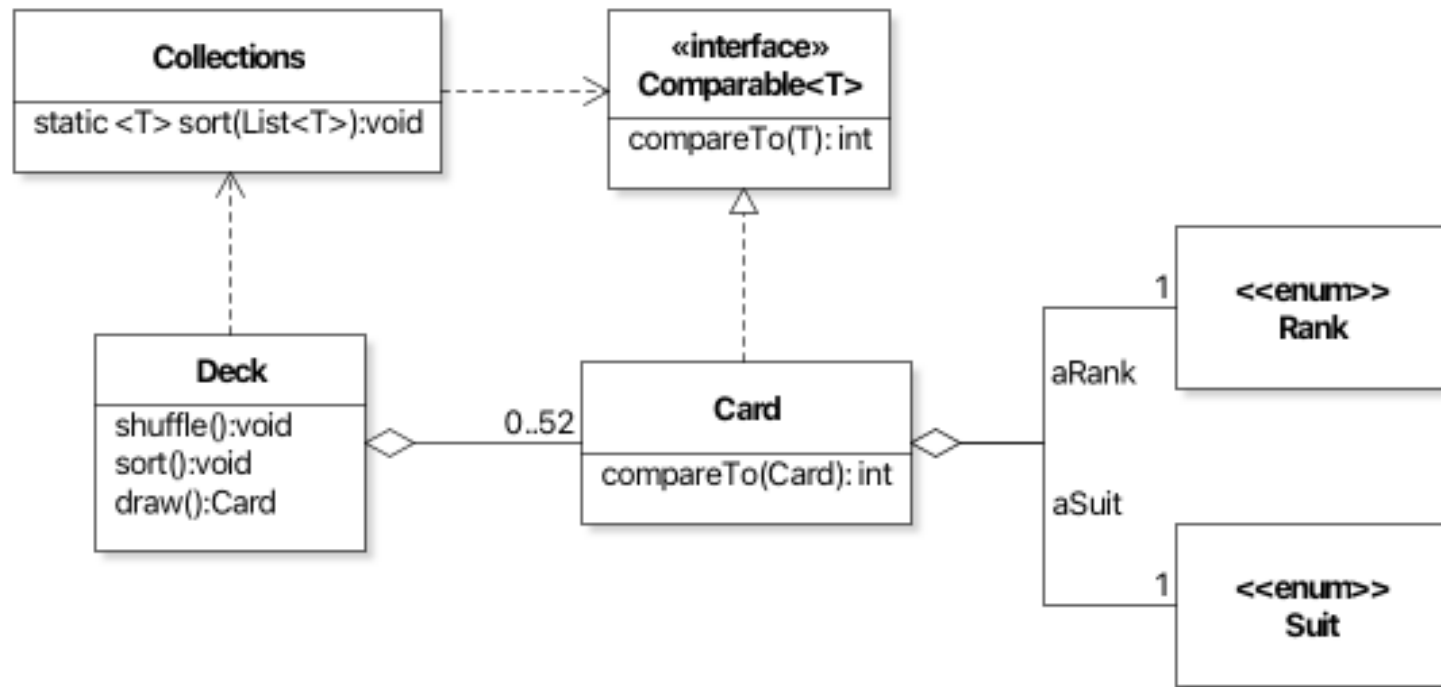 Collections
static <T> sort(List<T>):void
«interface»
Comparable<T>
compareTo(T): int
Deck
shuffle():void
sort():void
draw():Card
0..52
Card
compareTo(Card): int
aRank
1
<<enum>>
Rank
aSuit
1
<<enum>>
Suit